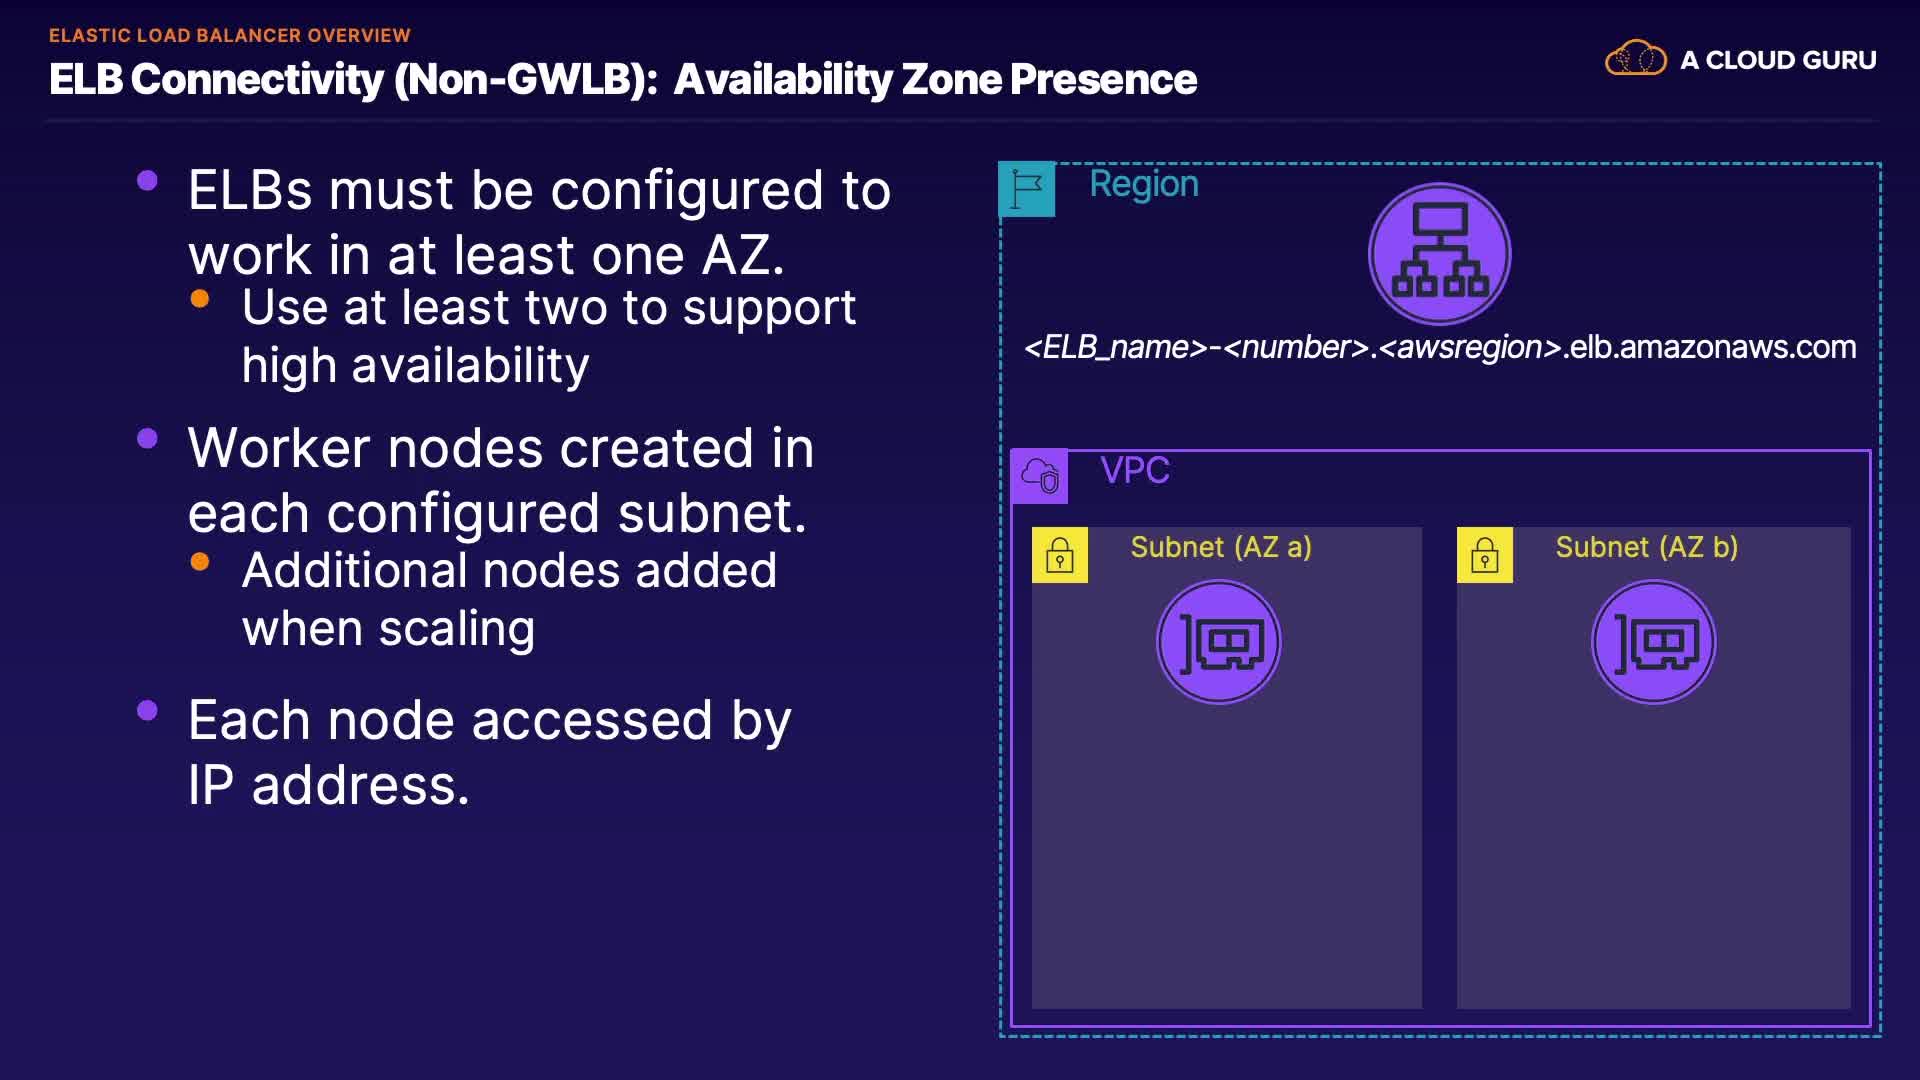 ELASTIC LOAD BALANCER OVERVIEW
ELB Connectivity (Non-GWLB): Availability Zone Presence
A CLOUD GURU
ELBs must be configured to
work in at least one AZ.
Use at least two to support
high availability
Worker nodes created in
each configured subnet.
Additional nodes added
when scaling
Each node accessed by
IP address.
Region
<ELB_name>-<number>.<awsregion>.elb.amazonaws.com
VPC
Subnet (AZ a)
Subnet (AZ b)